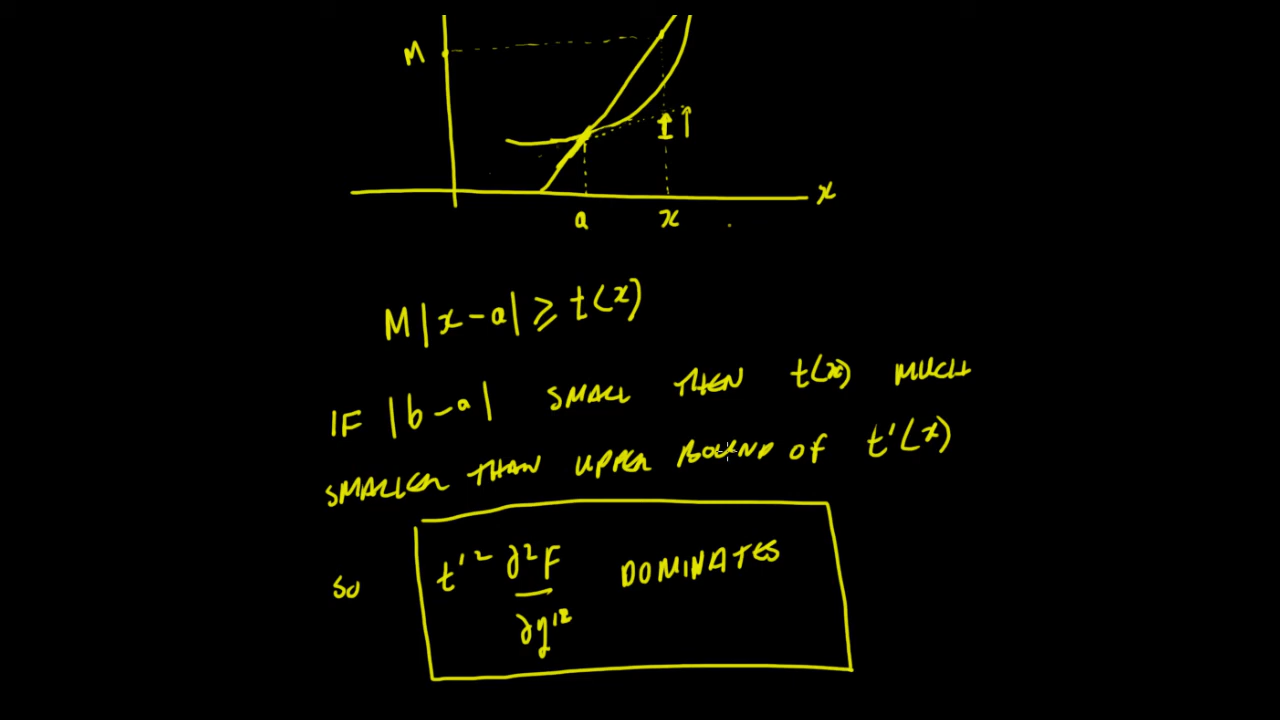 M
a x x
M|x-a| ≥ t(x)
IF |b-a| SMALL THEN t(x) MUCH
SMALLER THAN UPPER BOUND OF t'(x)
SO t'² ∂²F/∂y'² DOMINATES